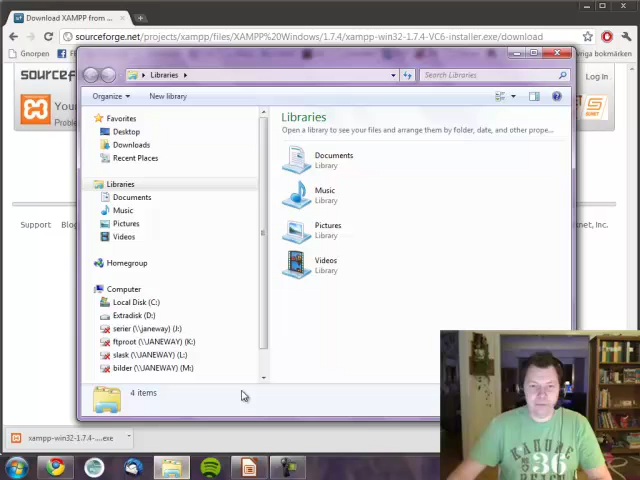 Download XAMPP from ...
sourceforge.net/projects/xampp/files/XAMPP%20Windows/1.7.4/xampp-win32-1.7.4-VC6-installer.exe/download
Gnorpen
Proble
Log In
Your
Libraries
Search Libraries
Organize
New library
Favorites
Desktop
Downloads
Recent Places
Libraries
Documents
Music
Pictures
Videos
Homegroup
Computer
Local Disk (C:)
Extradisk (D:)
serier (\\janeway) (J:)
ftproot (\\JANEWAY) (K:)
slask (\\JANEWAY) (L:)
bilder (\\JANEWAY) (M:)
Libraries
Open a library to see your files and arrange them by folder, date, and other prope...
Documents
Library
Music
Library
Pictures
Library
Videos
Library
4 items
Support
xampp-win32-1.7.4-....exe
36